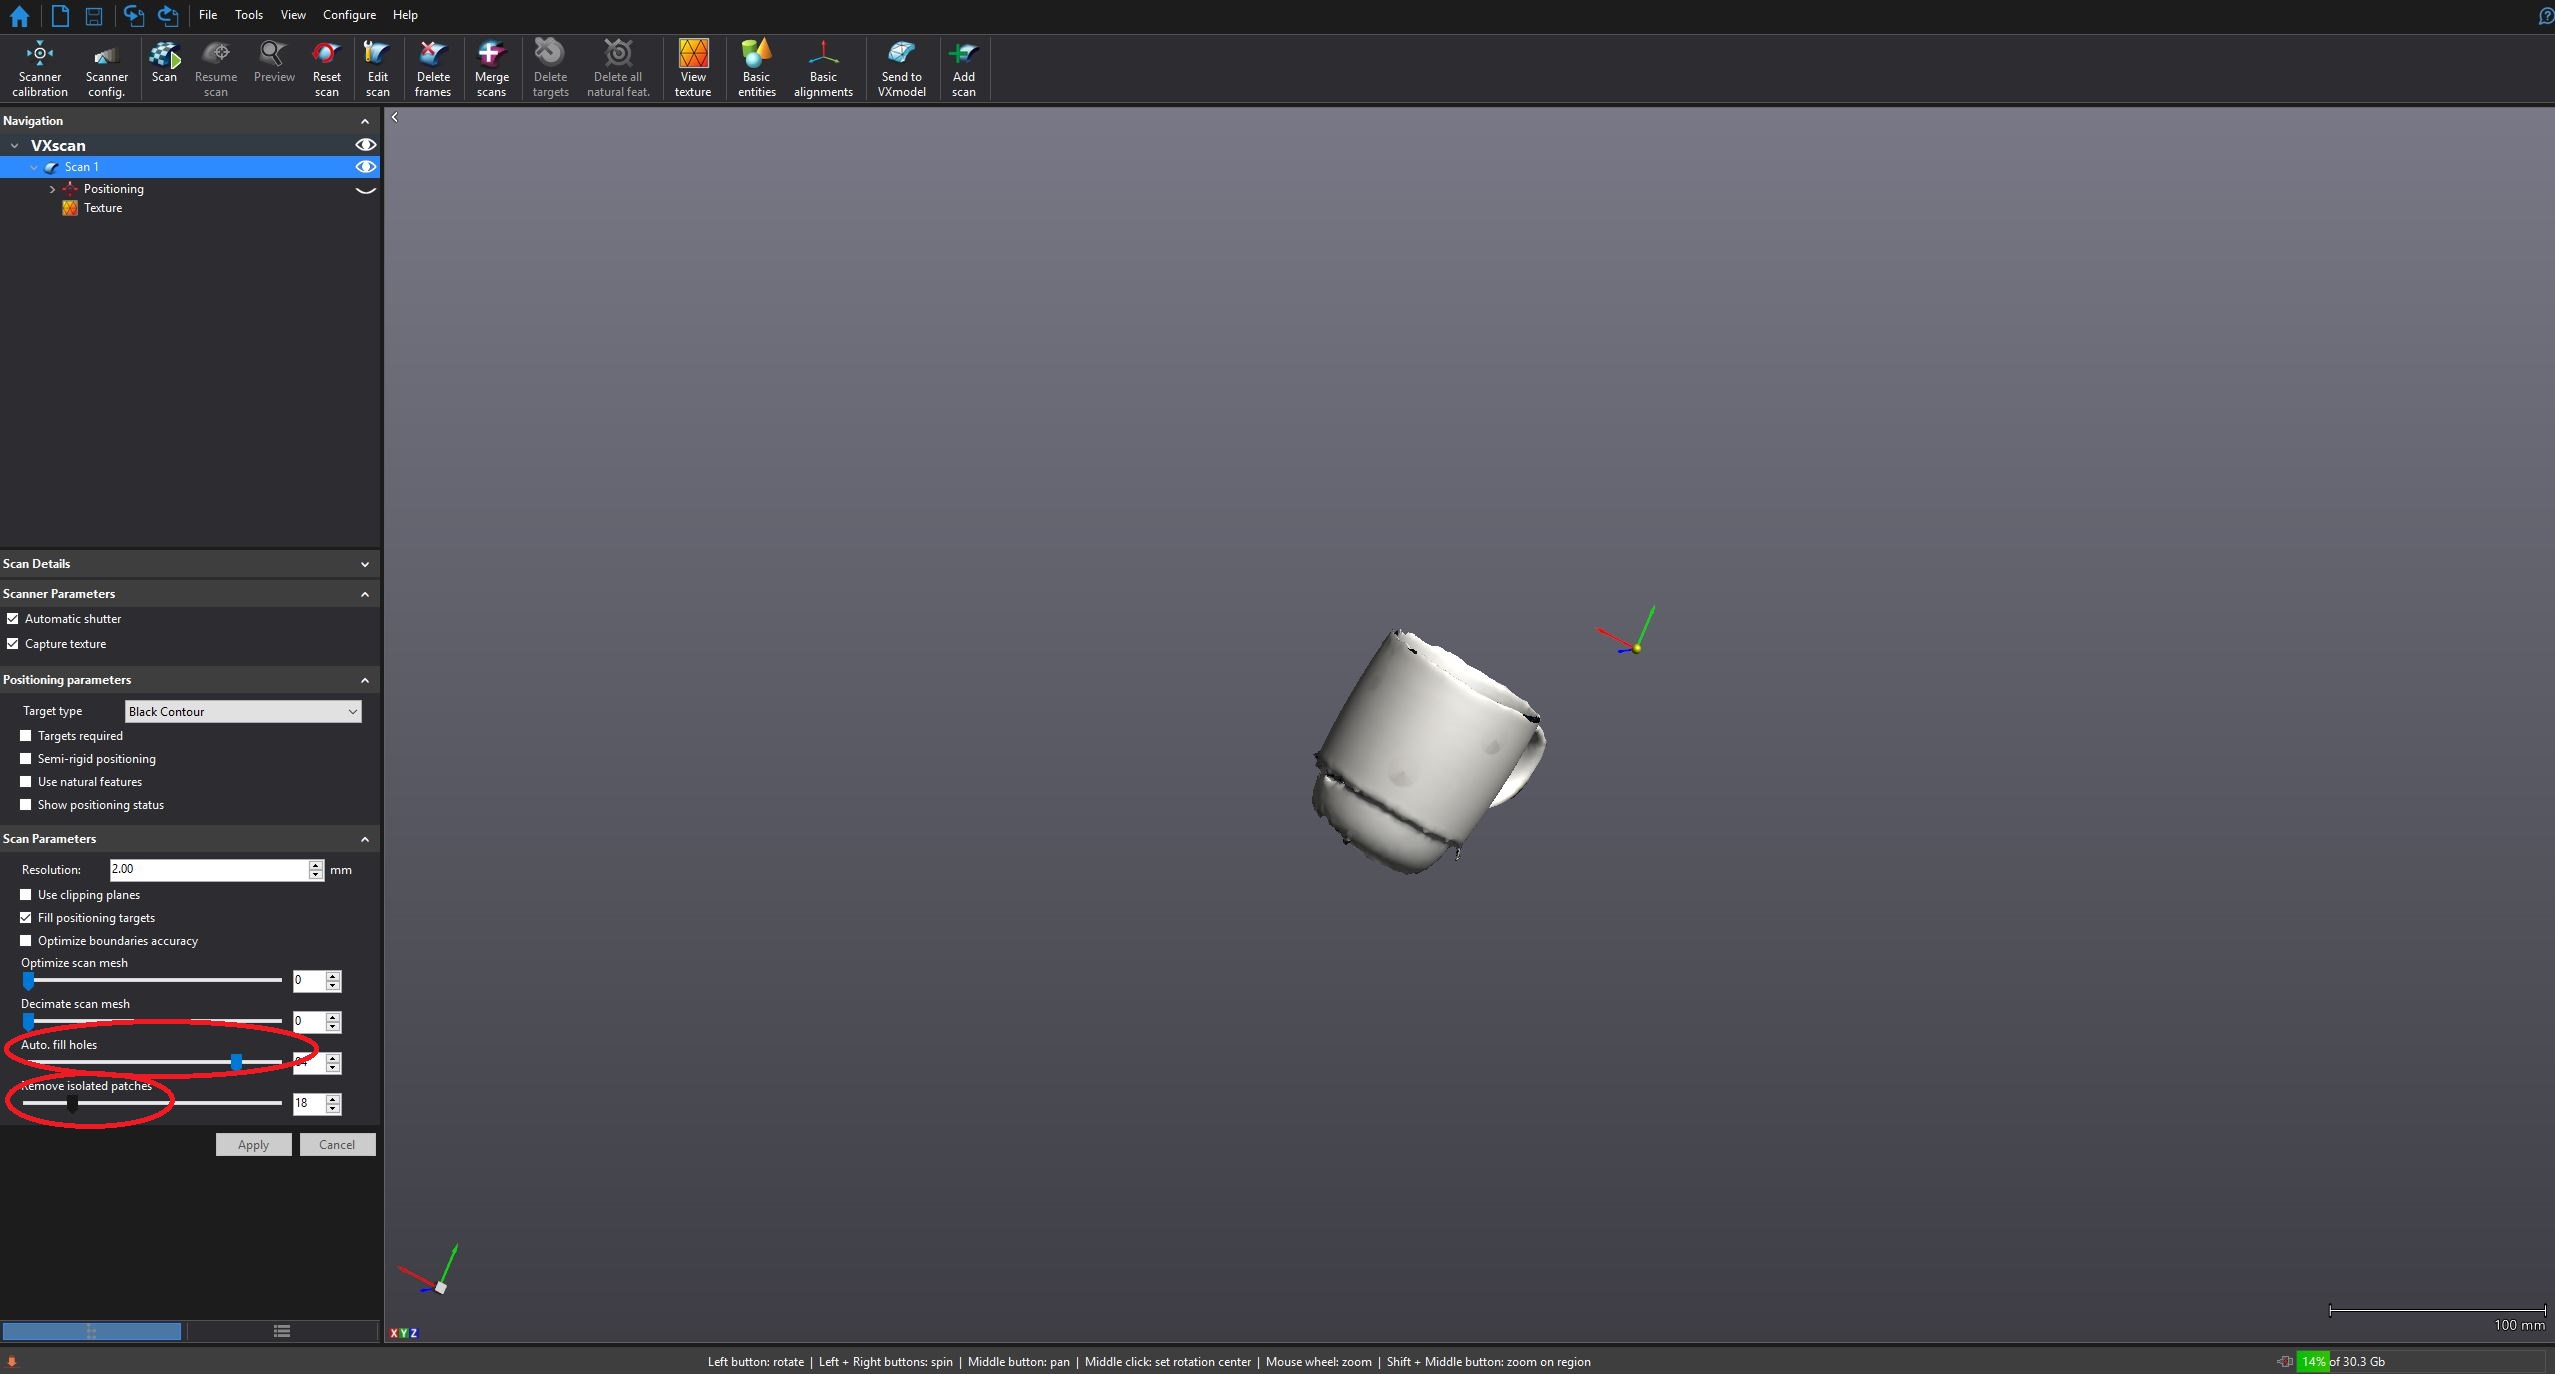 File Tools View Configure Help
Scanner calibration
Scanner config.
Scan
Resume scan
Preview
Reset scan
Edit scan
Delete frames
Merge scans
Delete targets
Delete all natural feat.
View texture
Basic entities
Basic alignments
Send to VXmodel
Add scan
Navigation
VXscan
Scan 1
Positioning
Texture
Scan Details
Scanner Parameters
Automatic shutter
Capture texture
Positioning parameters
Target type Black Contour
Targets required
Semi-rigid positioning
Use natural features
Show positioning status
Scan Parameters
Resolution: 2.00 mm
Use clipping planes
Fill positioning targets
Optimize boundaries accuracy
Optimize scan mesh
0
Decimate scan mesh
0
Auto. fill holes
Remove isolated patches
18
Apply Cancel
100 mm
X Y Z
Left button: rotate | Left + Right buttons: spin | Middle button: pan | Middle click: set rotation center | Mouse wheel: zoom | Shift + Middle button: zoom on region
14% of 30.3 Gb